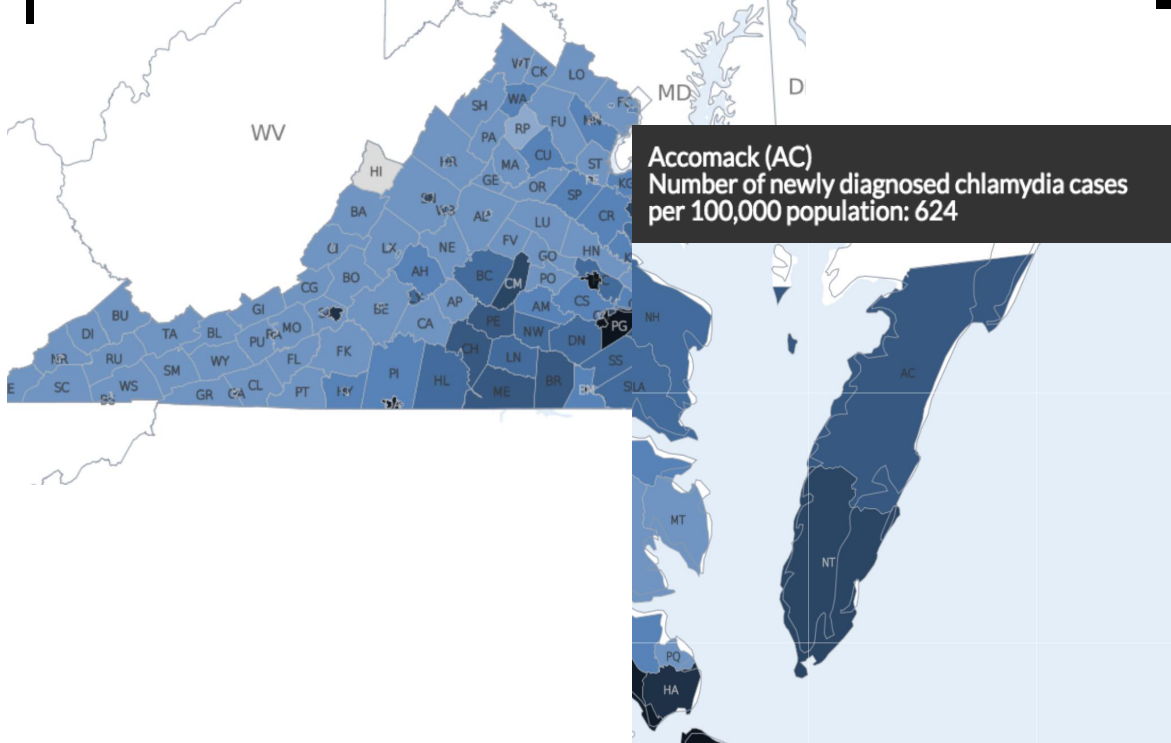 WT
CK
LO
WV
MD
D
SH
WA
PA
RP
FU
Accomack (AC)
Number of newly diagnosed chlamydia cases
per 100,000 population: 624
HI
MA
CU
ST
GE
OR
SP
KG
BA
CR
LU
LX
NE
FV
GO
HN
BO
AH
BC
CM
PO
CG
AP
AM
CS
BU
GI
DI
TA
BL
PU
MO
CA
PE
NW
PG
NH
RU
WY
FL
FK
CH
LN
DN
SS
SM
PI
HL
AC
SC
WS
GR
CL
PT
ME
BR
MT
NT
PQ
HA